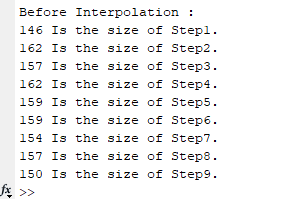 Before Interpolation :
146 Is the size of Step1.
162 Is the size of Step2.
157 Is the size of Step3.
162 Is the size of Step4.
159 Is the size of Step5.
159 Is the size of Step6.
154 Is the size of Step7.
157 Is the size of Step8.
150 Is the size of Step9.
fx >>